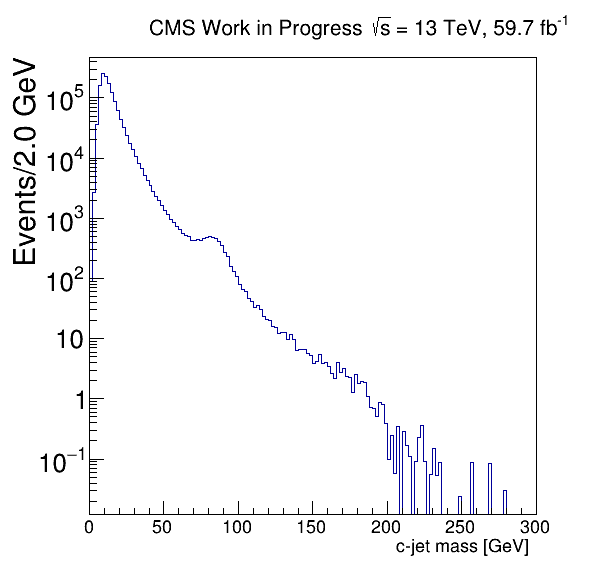 CMS Work in Progress √s = 13 TeV, 59.7 fb⁻¹
Events/2.0 GeV
10⁵
10⁴
10³
10²
10
1
10⁻¹
0 50 100 150 200 250 300
c-jet mass [GeV]